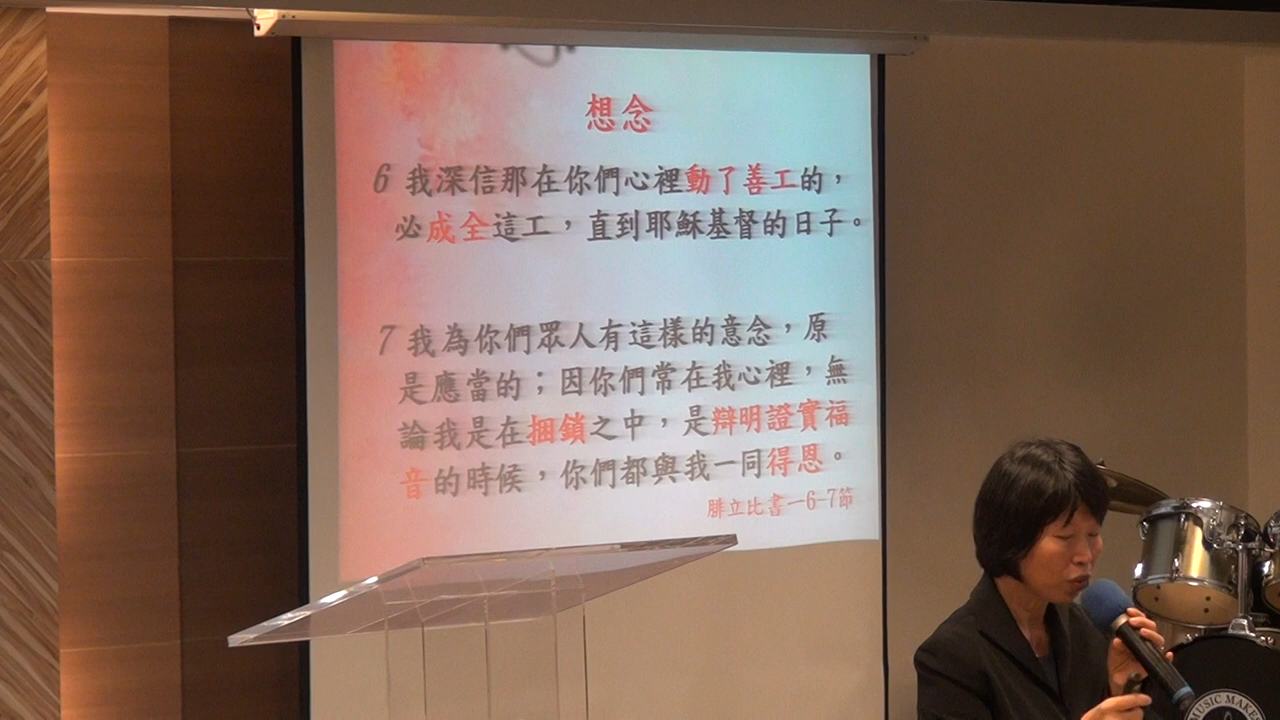 想念
6 我深信那在你們心裡動了善工的，
必成全這工，直到耶穌基督的日子。
7 我為你們眾人有這樣的意念，原
是應當的；因你們常在我心裡，無
論我是在捆鎖之中，是辯明證實福
音的時候，你們都與我一同得恩。
腓立比書一6-7節
MUSIC MAKE